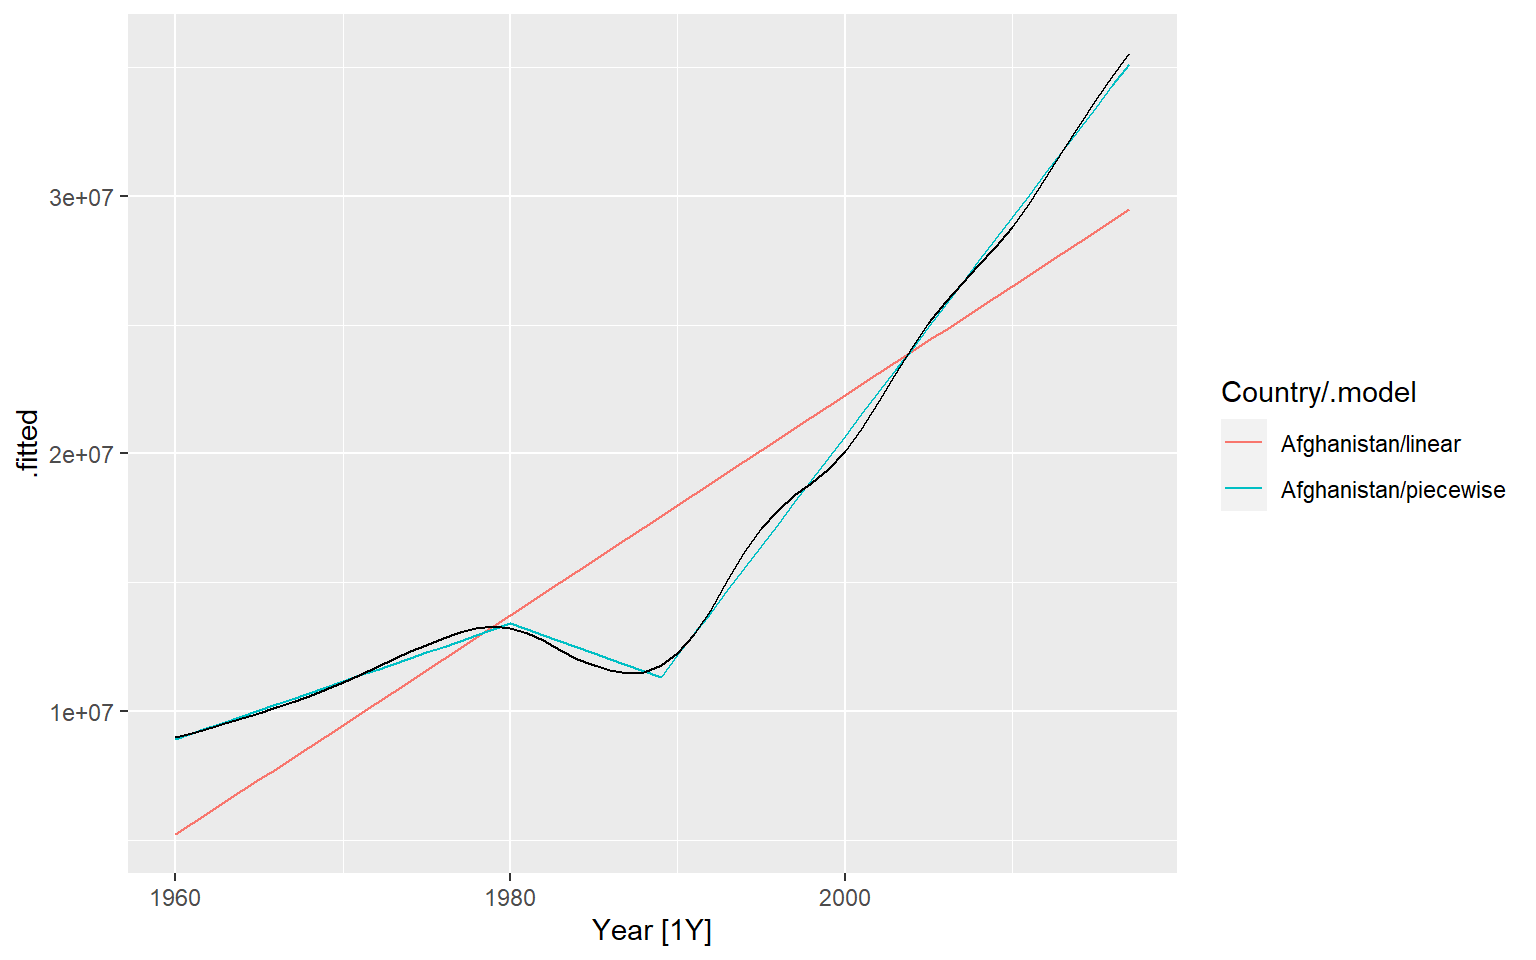 3e+07
2e+07
1e+07
.fitted
1960
1980
2000
Year [1Y]
Country/.model
Afghanistan/linear
Afghanistan/piecewise